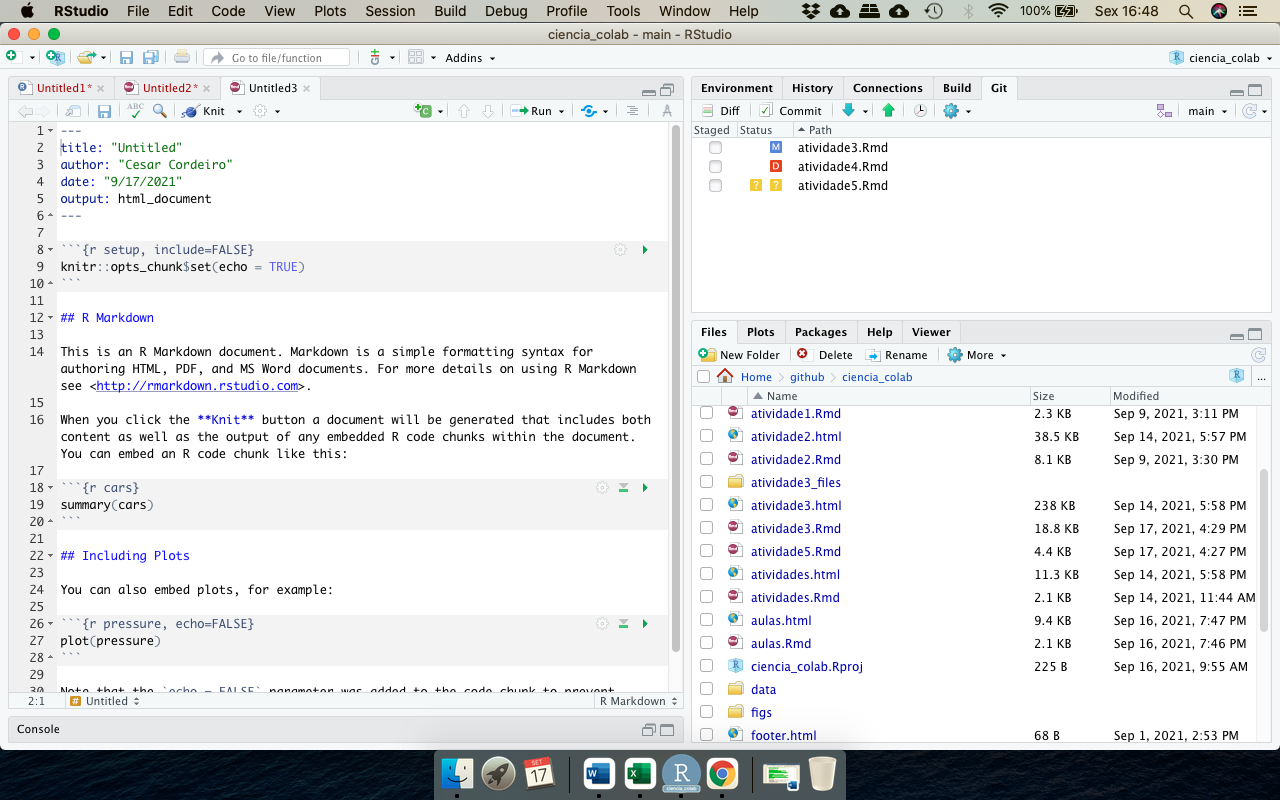 RStudio File Edit Code View Plots Session Build Debug Profile Tools Window Help 100% Sex 16:48
ciencia_colab - main - RStudio
Go to file/function Addins ciencia_colab
Untitled1* Untitled2* Untitled3
ABC Knit Run
1 ---
2 title: "Untitled"
3 author: "Cesar Cordeiro"
4 date: "9/17/2021"
5 output: html_document
6 ---
7
8 ```{r setup, include=FALSE}
9 knitr::opts_chunk$set(echo = TRUE)
10 ```
11
12 ## R Markdown
13
14 This is an R Markdown document. Markdown is a simple formatting syntax for
authoring HTML, PDF, and MS Word documents. For more details on using R Markdown
see <http://rmarkdown.rstudio.com>.
15
16 When you click the **Knit** button a document will be generated that includes both
content as well as the output of any embedded R code chunks within the document.
You can embed an R code chunk like this:
17
18 ```{r cars}
19 summary(cars)
20 ```
21
22 ## Including Plots
23
24 You can also embed plots, for example:
25
26 ```{r pressure, echo=FALSE}
27 plot(pressure)
28 ```
29
30 Note that the `echo = FALSE` parameter was added to the code chunk to prevent
2:1 # Untitled R Markdown
Console
Environment History Connections Build Git
Diff Commit main
Staged Status Path
M atividade3.Rmd
D atividade4.Rmd
? ? atividade5.Rmd
Files Plots Packages Help Viewer
New Folder Delete Rename More
Home github ciencia_colab R ...
Name Size Modified
atividade1.Rmd 2.3 KB Sep 9, 2021, 3:11 PM
atividade2.html 38.5 KB Sep 14, 2021, 5:57 PM
atividade2.Rmd 8.1 KB Sep 9, 2021, 3:30 PM
atividade3_files
atividade3.html 238 KB Sep 14, 2021, 5:58 PM
atividade3.Rmd 18.8 KB Sep 17, 2021, 4:29 PM
atividade5.Rmd 4.4 KB Sep 17, 2021, 4:27 PM
atividades.html 11.3 KB Sep 14, 2021, 5:58 PM
atividades.Rmd 2.1 KB Sep 14, 2021, 11:44 AM
aulas.html 9.4 KB Sep 16, 2021, 7:47 PM
aulas.Rmd 2.1 KB Sep 16, 2021, 7:46 PM
ciencia_colab.Rproj 225 B Sep 16, 2021, 9:55 AM
data
figs
footer.html 68 B Sep 1, 2021, 2:53 PM
SET
17 W X R
ciencia_colab